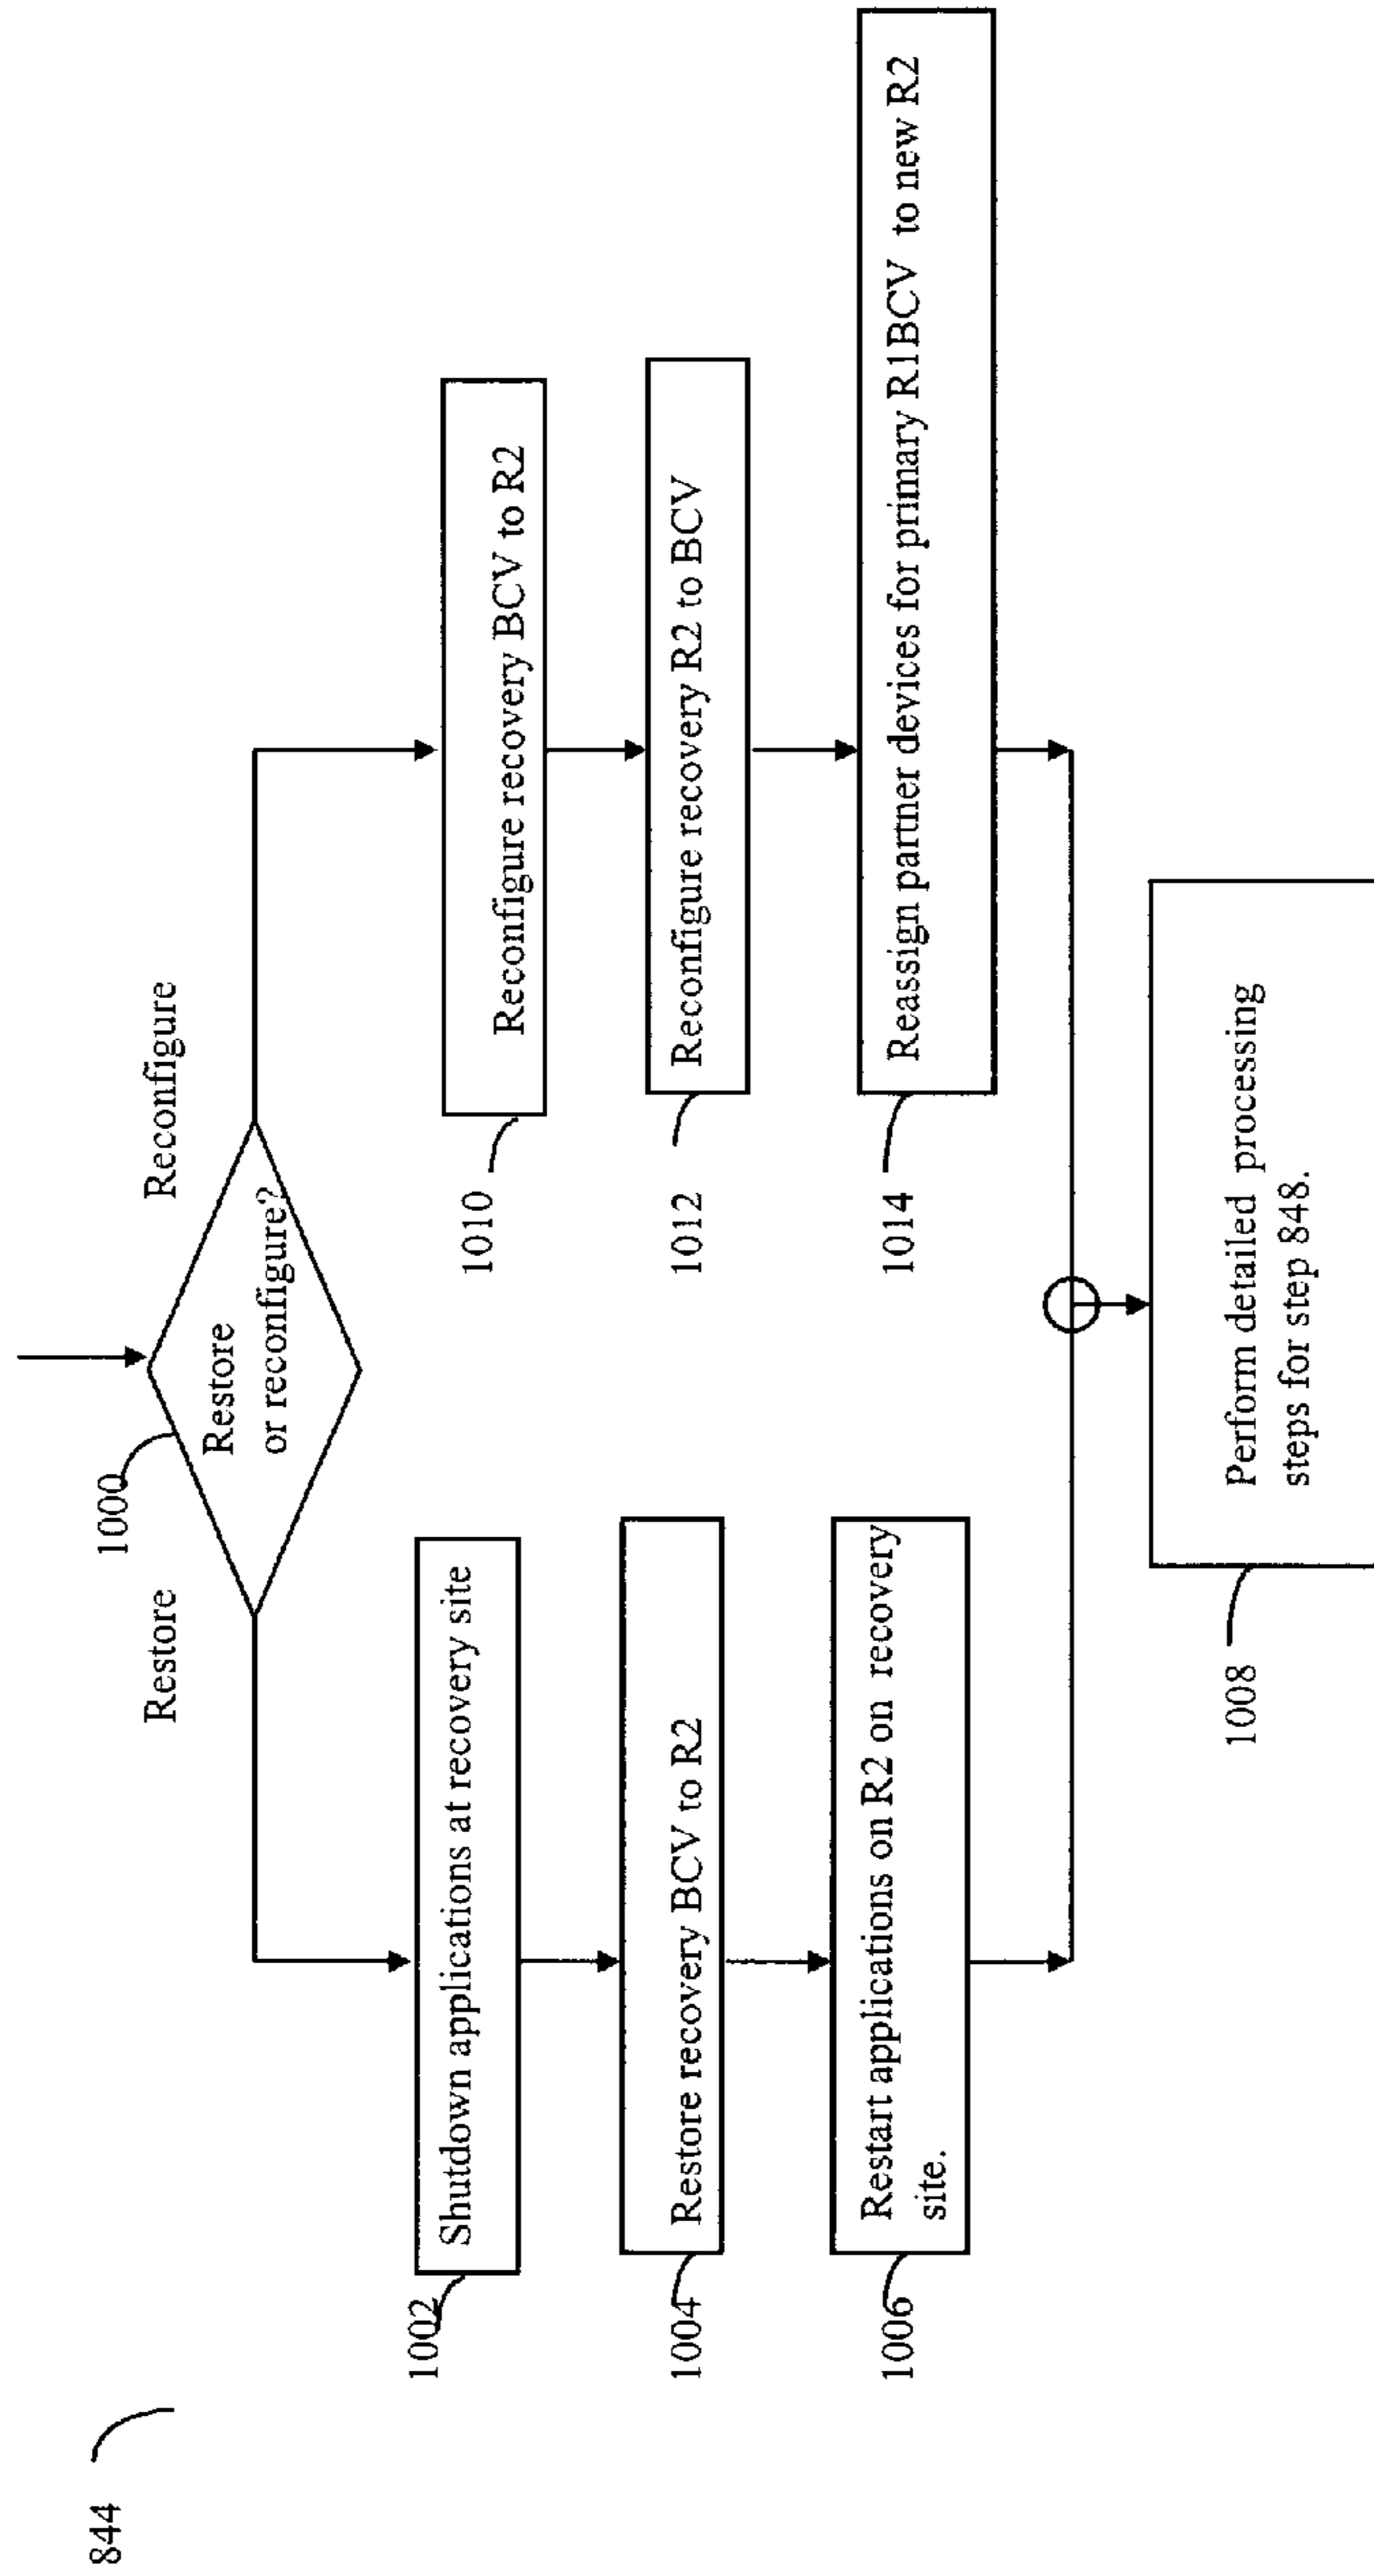 844
1000
Restore
or reconfigure?
Restore
Reconfigure
1002
Shutdown applications at recovery site
1004
Restore recovery BCV to R2
1006
Restart applications on R2 on recovery
site.
1010
Reconfigure recovery BCV to R2
1012
Reconfigure recovery R2 to BCV
1014
Reassign partner devices for primary R1BCV to new R2
1008
Perform detailed processing
steps for step 848.